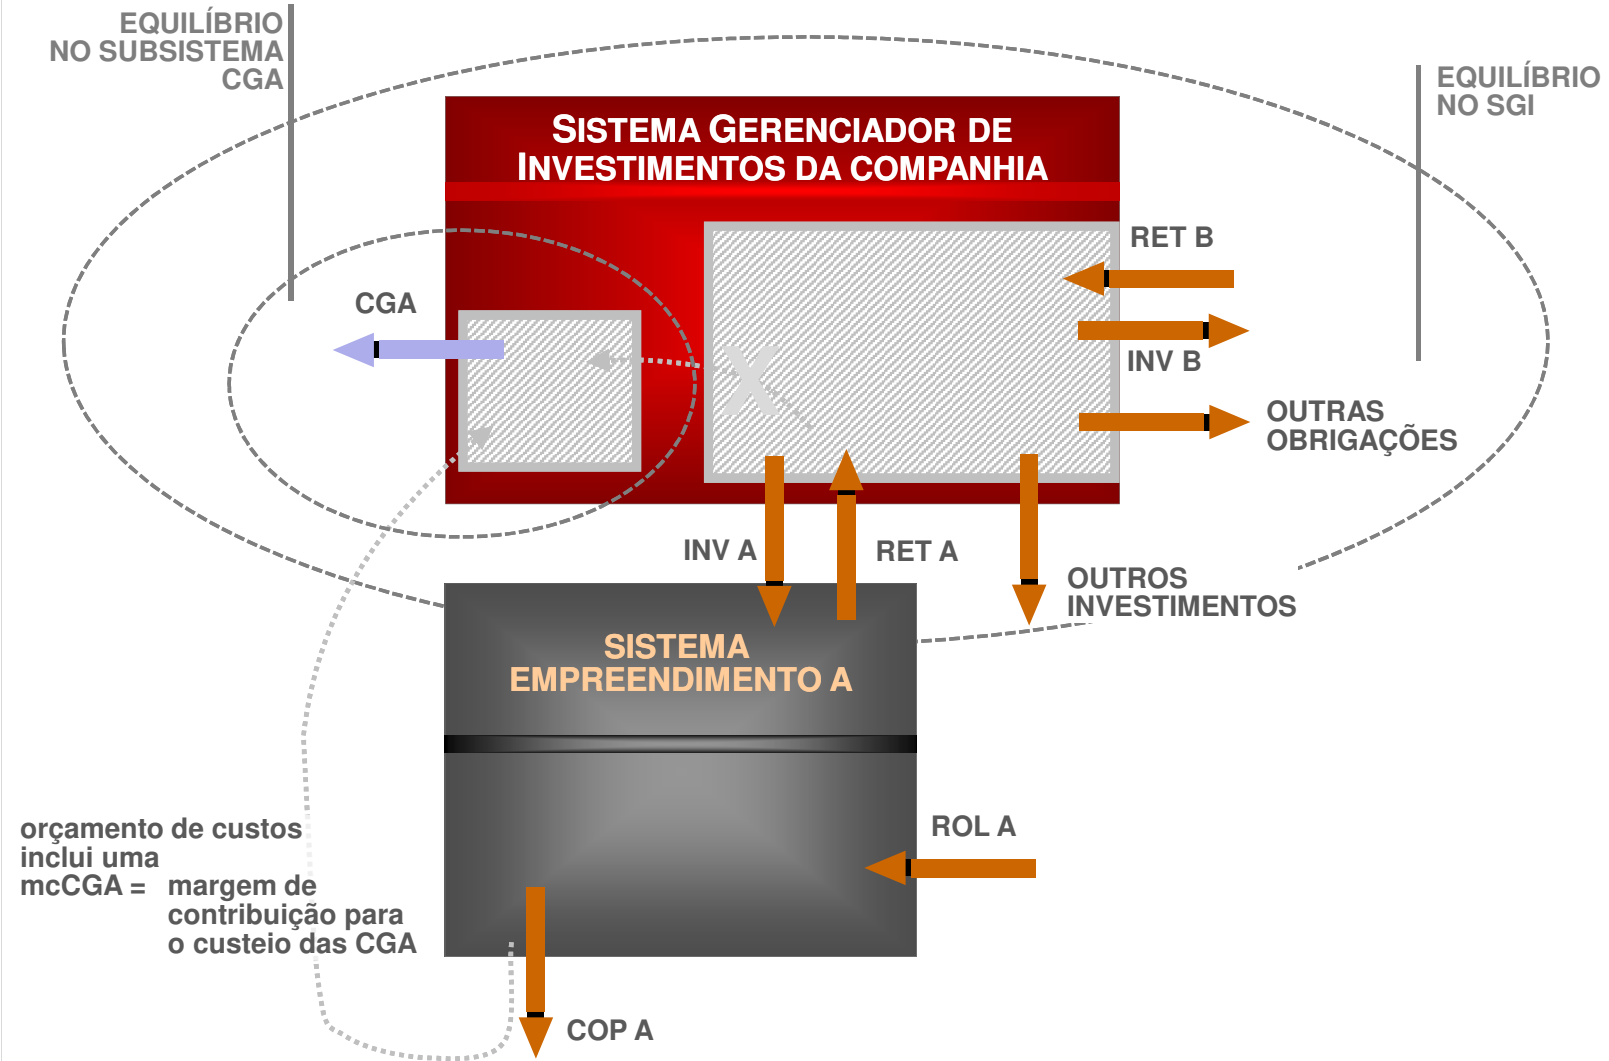 EQUILÍBRIO
NO SUBSISTEMA
CGA
EQUILÍBRIO
NO SGI
SISTEMA GERENCIADOR DE
INVESTIMENTOS DA COMPANHIA
RET B
CGA
X
INV B
OUTRAS
OBRIGAÇÕES
INV A
RET A
OUTROS
INVESTIMENTOS
SISTEMA
EMPREENDIMENTO A
ROL A
orçamento de custos
inclui uma
mcCGA = margem de
contribuição para
o custeio das CGA
COP A